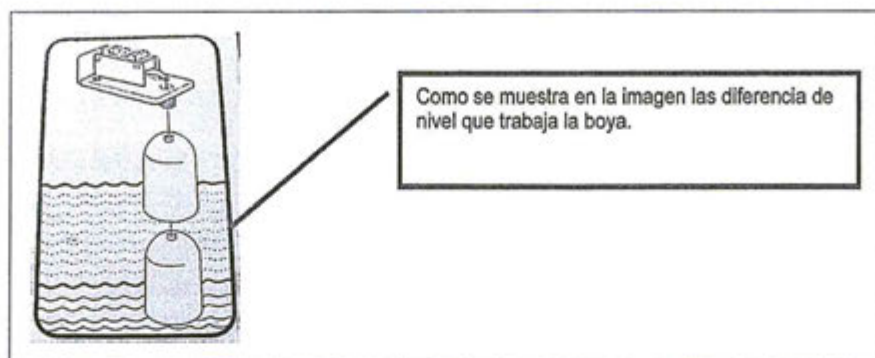 Como se muestra en la imagen las diferencia de
nivel que trabaja la boya.